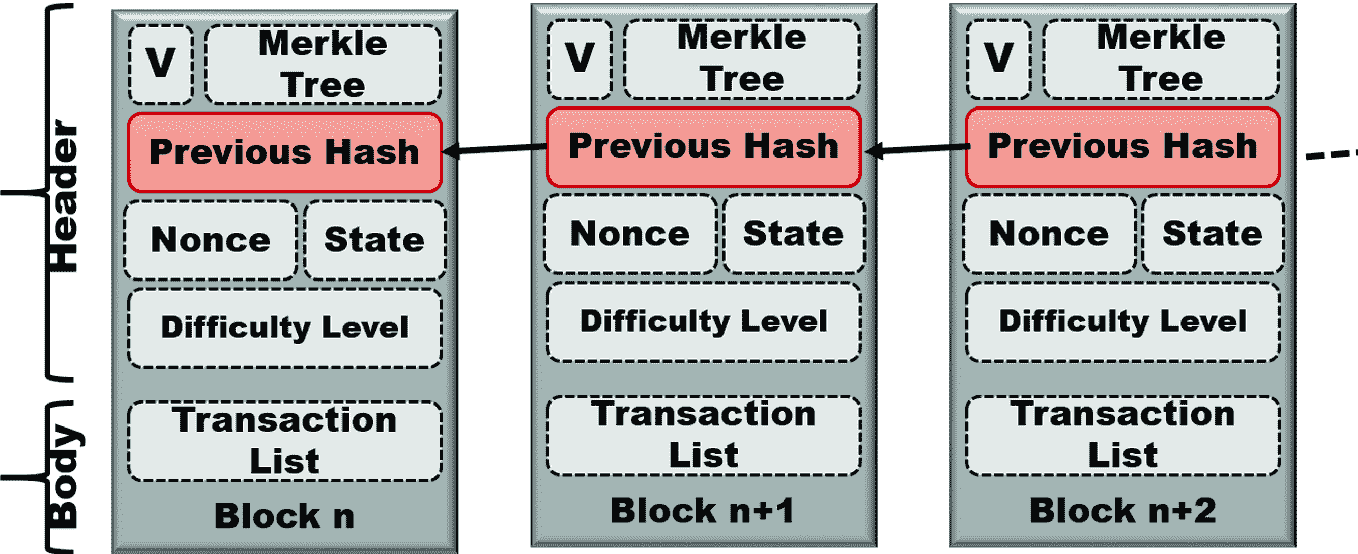 Header
Body
V
Merkle
Tree
Previous Hash
Nonce
State
Difficulty Level
Transaction
List
Block n
V
Merkle
Tree
Previous Hash
Nonce
State
Difficulty Level
Transaction
List
Block n+1
V
Merkle
Tree
Previous Hash
Nonce
State
Difficulty Level
Transaction
List
Block n+2